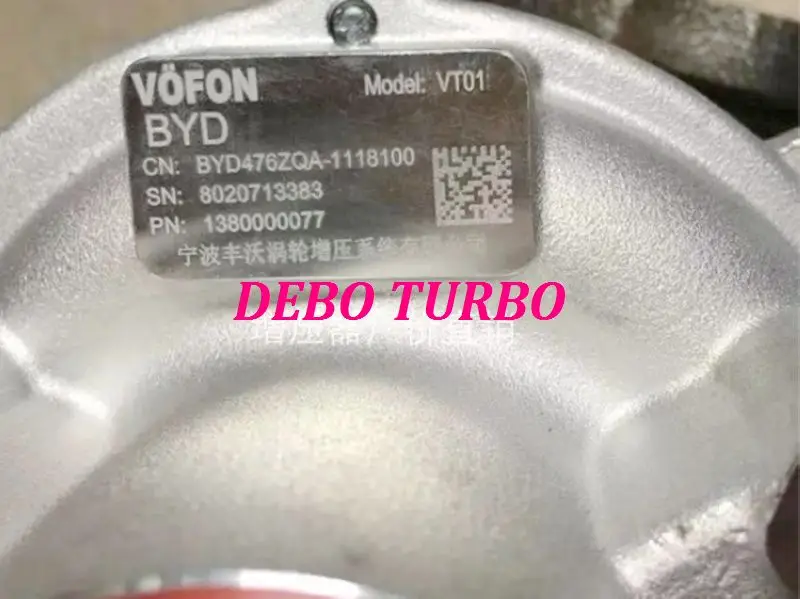 VÖFON Model: VT01
BYD
CN: BYD476ZQA-1118100
SN: 8020713383
PN: 1380000077
宁波丰沃涡轮增压系统有限公司
DEBO TURBO